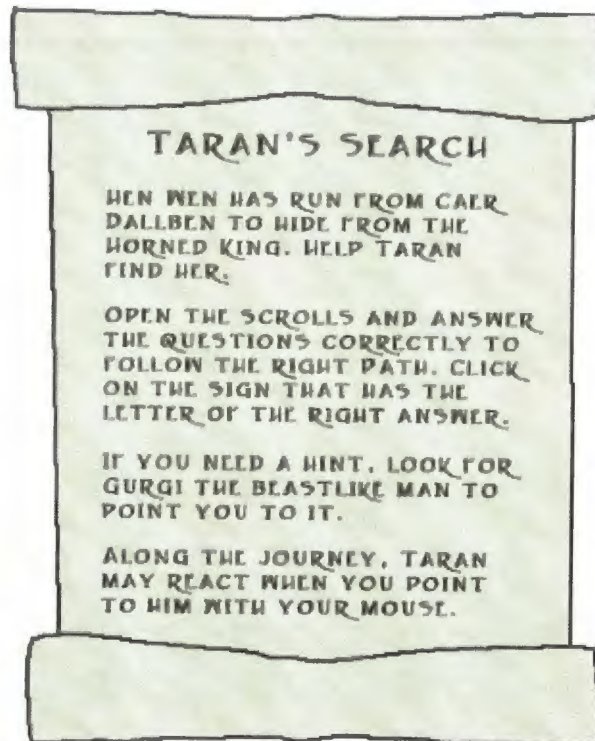 TARAN'S SEARCH
HEN WEN HAS RUN FROM CAER
DALLBEN TO HIDE FROM THE
HORNED KING. HELP TARAN
FIND HER.
OPEN THE SCROLLS AND ANSWER
THE QUESTIONS CORRECTLY TO
FOLLOW THE RIGHT PATH. CLICK
ON THE SIGN THAT HAS THE
LETTER OF THE RIGHT ANSWER.
IF YOU NEED A HINT, LOOK FOR
GURGI THE BEASTLIKE MAN TO
POINT YOU TO IT.
ALONG THE JOURNEY, TARAN
MAY REACT WHEN YOU POINT
TO HIM WITH YOUR MOUSE.